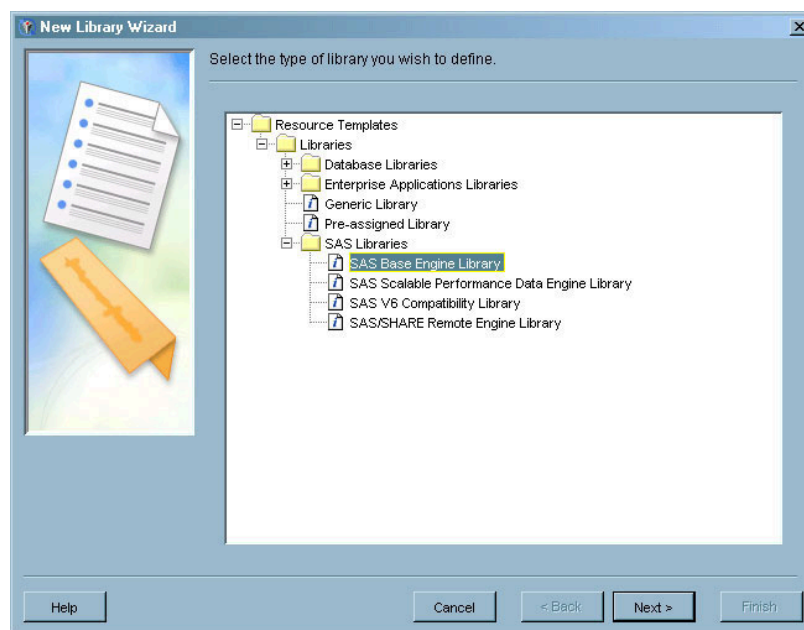 New Library Wizard
Select the type of library you wish to define.
Resource Templates
Libraries
Database Libraries
Enterprise Applications Libraries
Generic Library
Pre-assigned Library
SAS Libraries
SAS Base Engine Library
SAS Scalable Performance Data Engine Library
SAS V6 Compatibility Library
SAS/SHARE Remote Engine Library
Help Cancel < Back Next > Finish